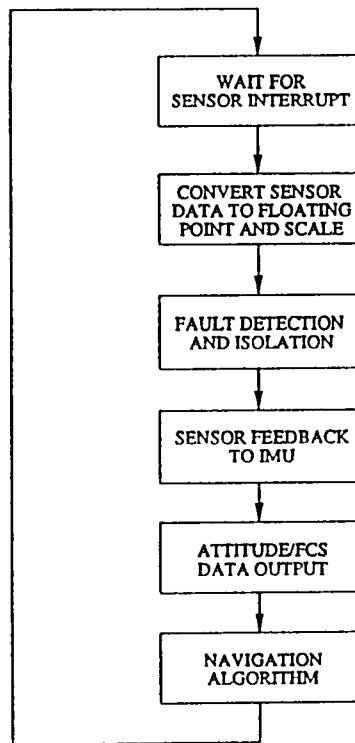 WAIT FOR
SENSOR INTERRUPT
CONVERT SENSOR
DATA TO FLOATING
POINT AND SCALE
FAULT DETECTION
AND ISOLATION
SENSOR FEEDBACK
TO IMU
ATTITUDE/FCS
DATA OUTPUT
NAVIGATION
ALGORITHM